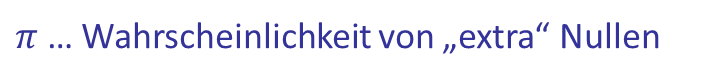 π … Wahrscheinlichkeit von „extra“ Nullen